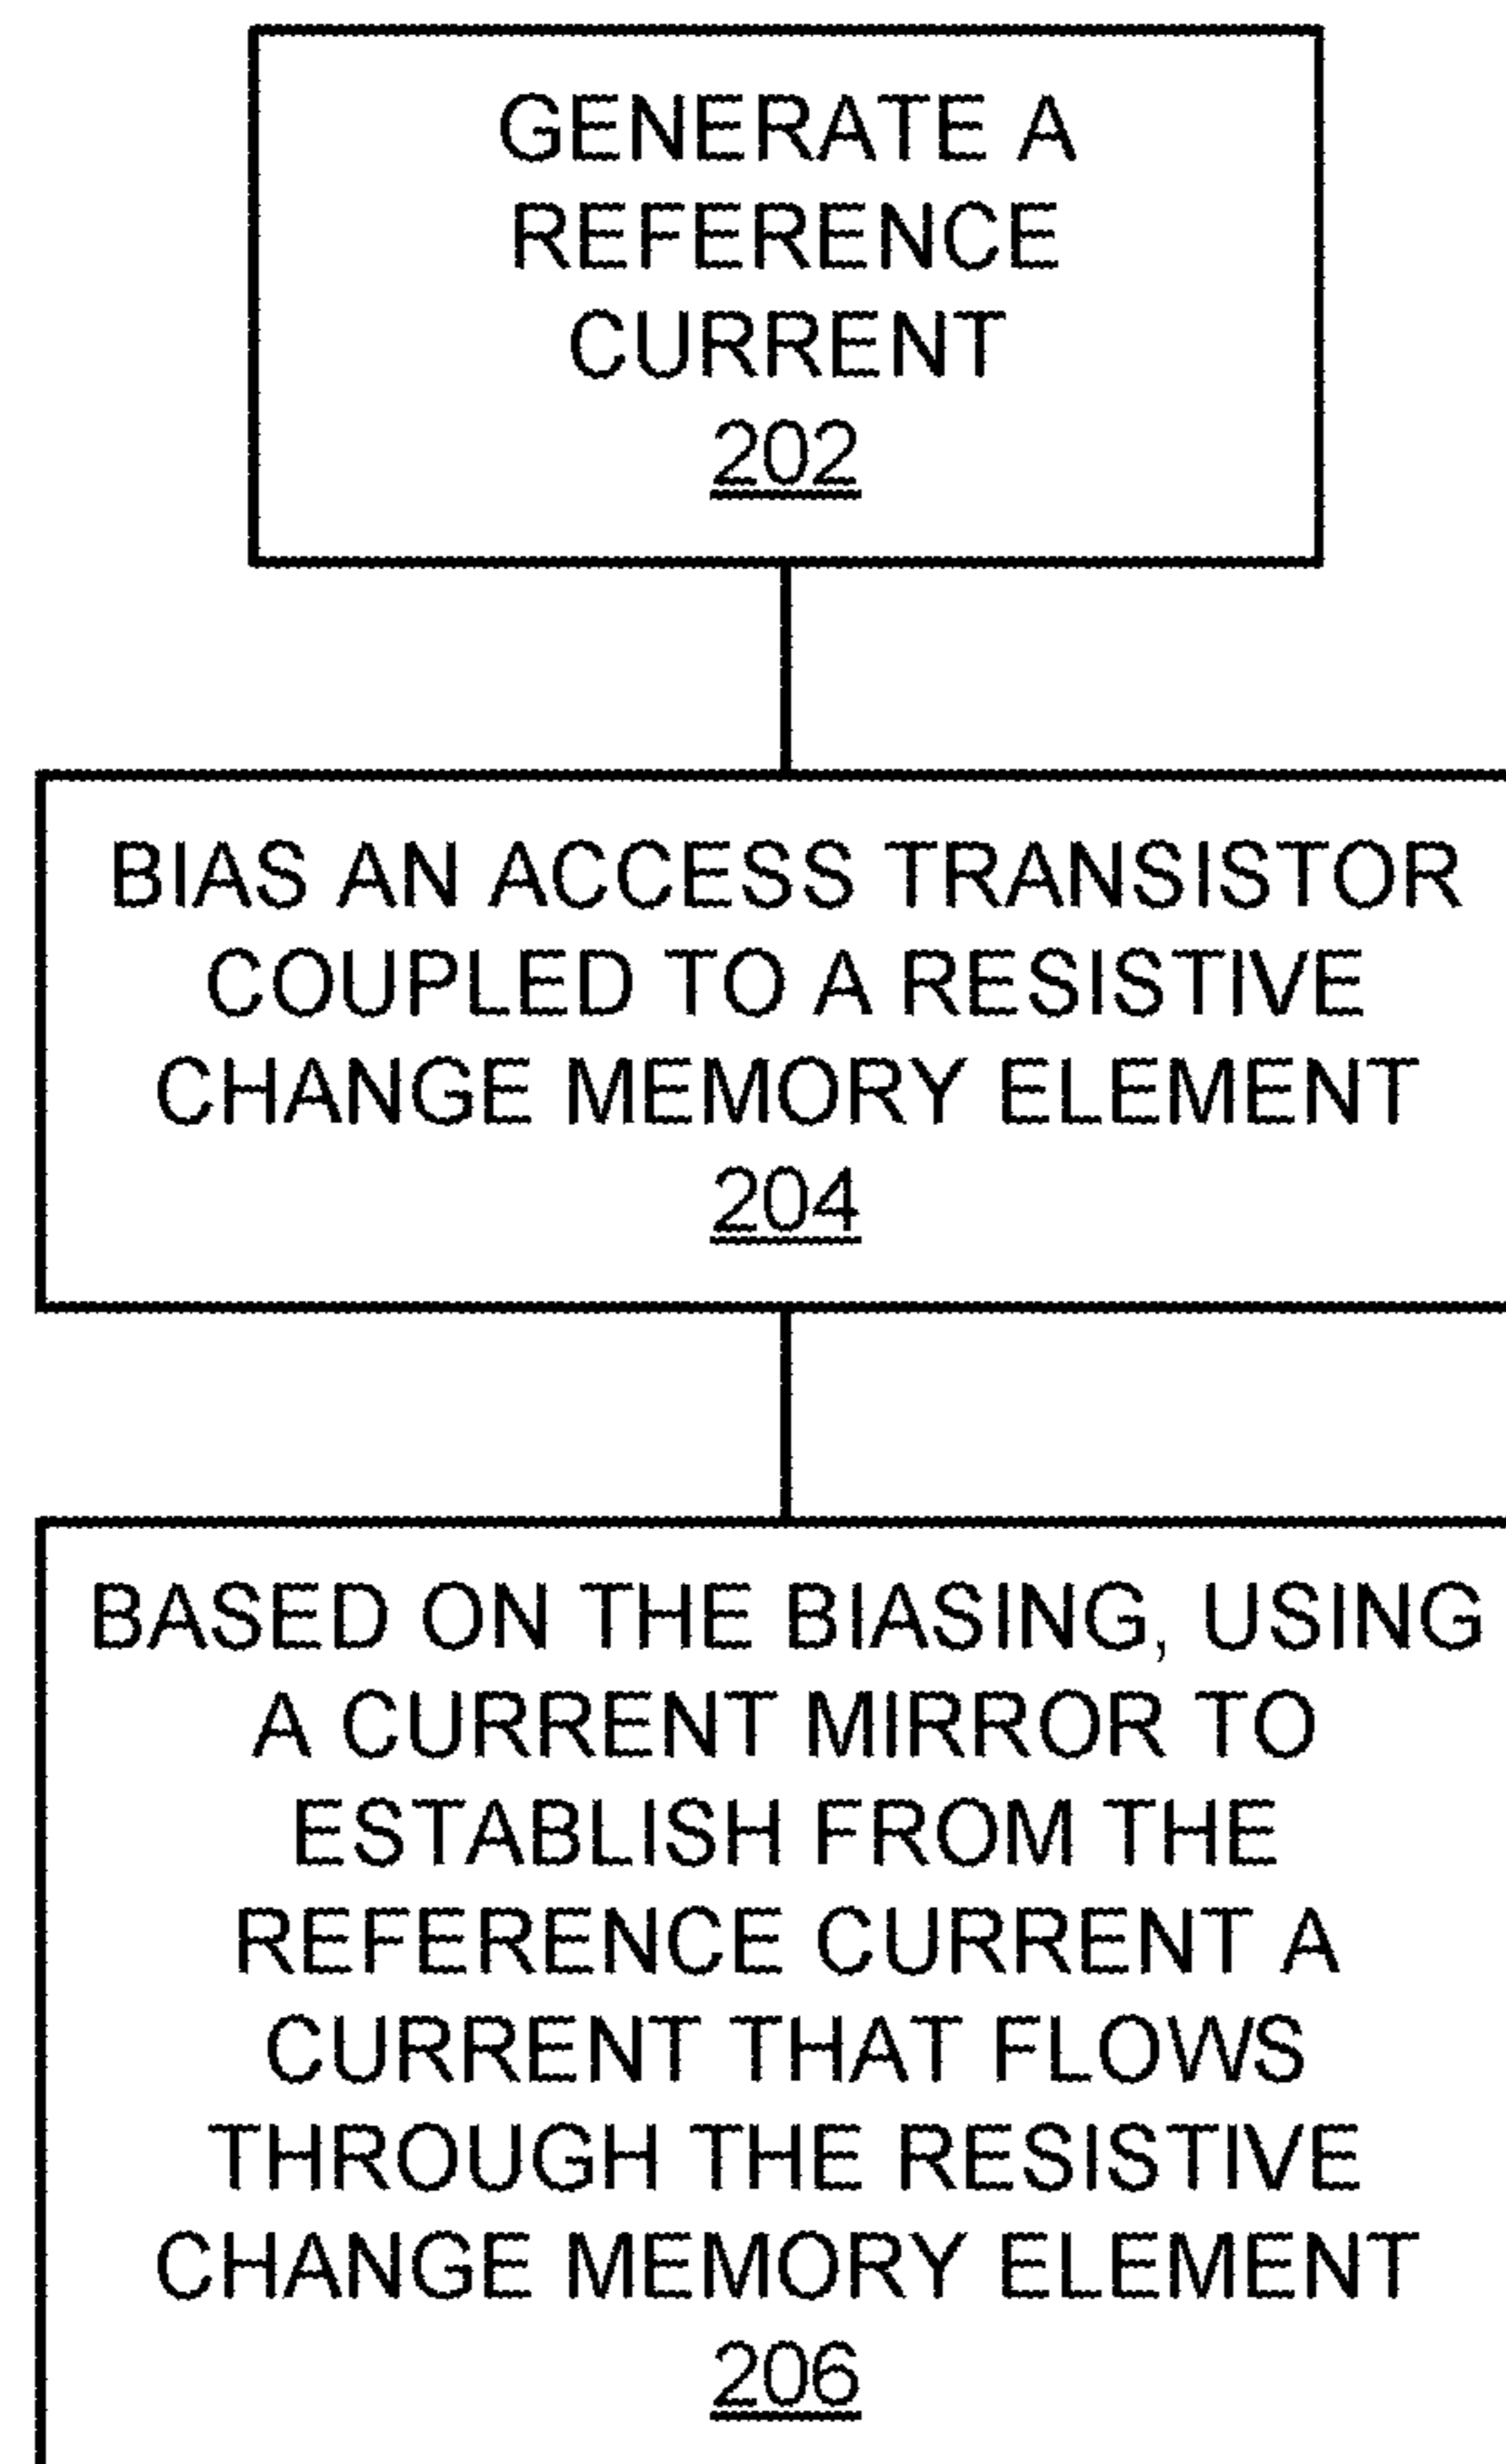 GENERATE A
REFERENCE
CURRENT
202
BIAS AN ACCESS TRANSISTOR
COUPLED TO A RESISTIVE
CHANGE MEMORY ELEMENT
204
BASED ON THE BIASING, USING
A CURRENT MIRROR TO
ESTABLISH FROM THE
REFERENCE CURRENT A
CURRENT THAT FLOWS
THROUGH THE RESISTIVE
CHANGE MEMORY ELEMENT
206